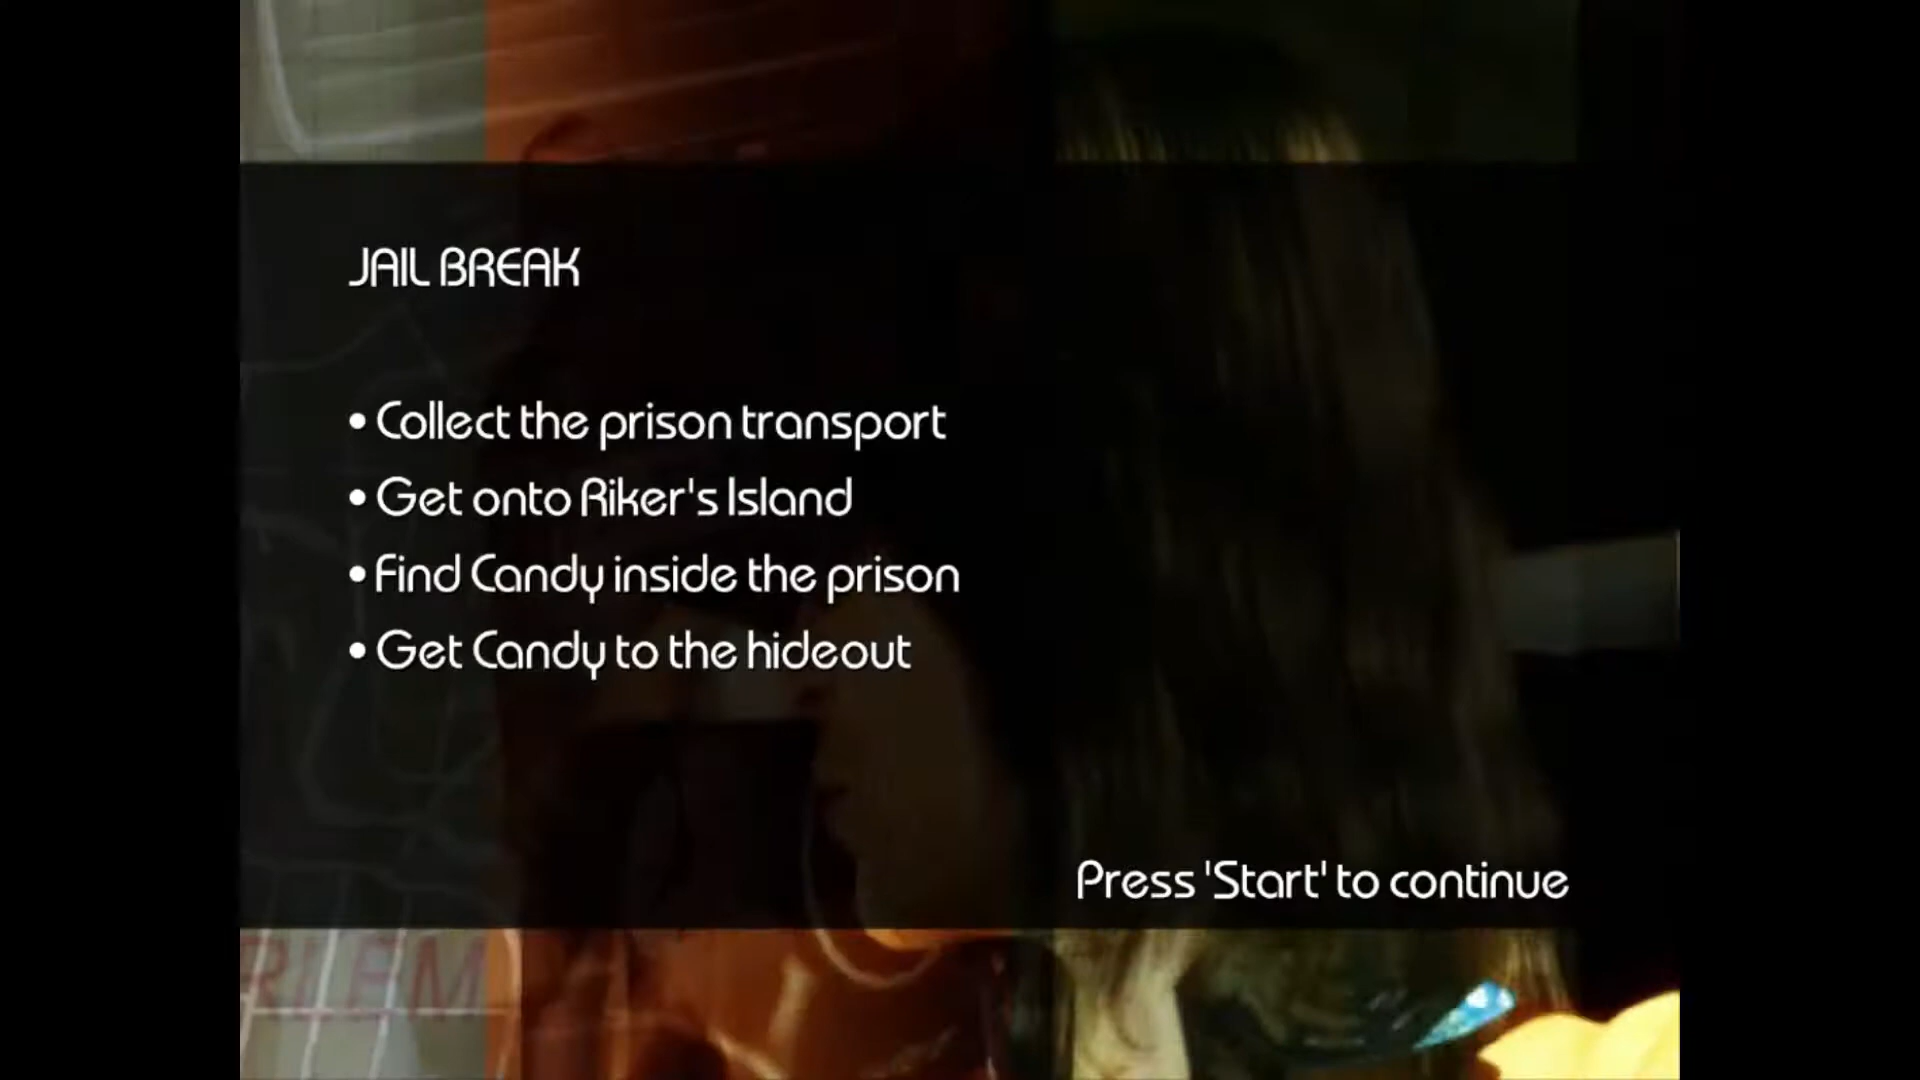 JAIL BREAK
• Collect the prison transport
• Get onto Riker's Island
• Find Candy inside the prison
• Get Candy to the hideout
Press 'Start' to continue
RLEM